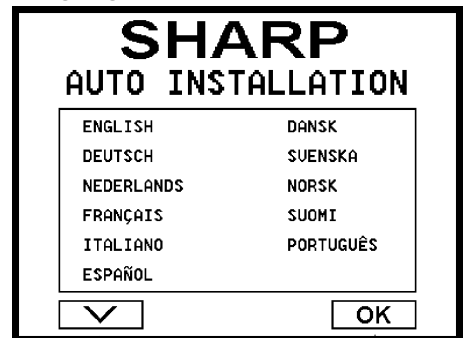 SHARP
AUTO INSTALLATION
ENGLISH DANSK
DEUTSCH SVENSKA
NEDERLANDS NORSK
FRANÇAIS SUOMI
ITALIANO PORTUGUÊS
ESPAÑOL
OK